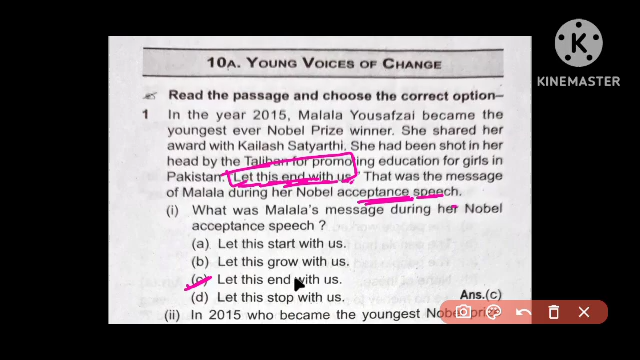 KINEMASTER
10A. YOUNG VOICES OF CHANGE
Read the passage and choose the correct option–
1 In the year 2015, Malala Yousafzai became the
youngest ever Nobel Prize winner. She shared her
award with Kailash Satyarthi. She had been shot in her
head by the Taliban for promoting education for girls in
Pakistan. Let this end with us. That was the message
of Malala during her Nobel acceptance speech.
(i) What was Malala's message during her Nobel
acceptance speech ?
(a) Let this start with us.
(b) Let this grow with us.
(c) Let this end with us.
(d) Let this stop with us. Ans.(c)
(ii) In 2015 who became the youngest Nobel prize